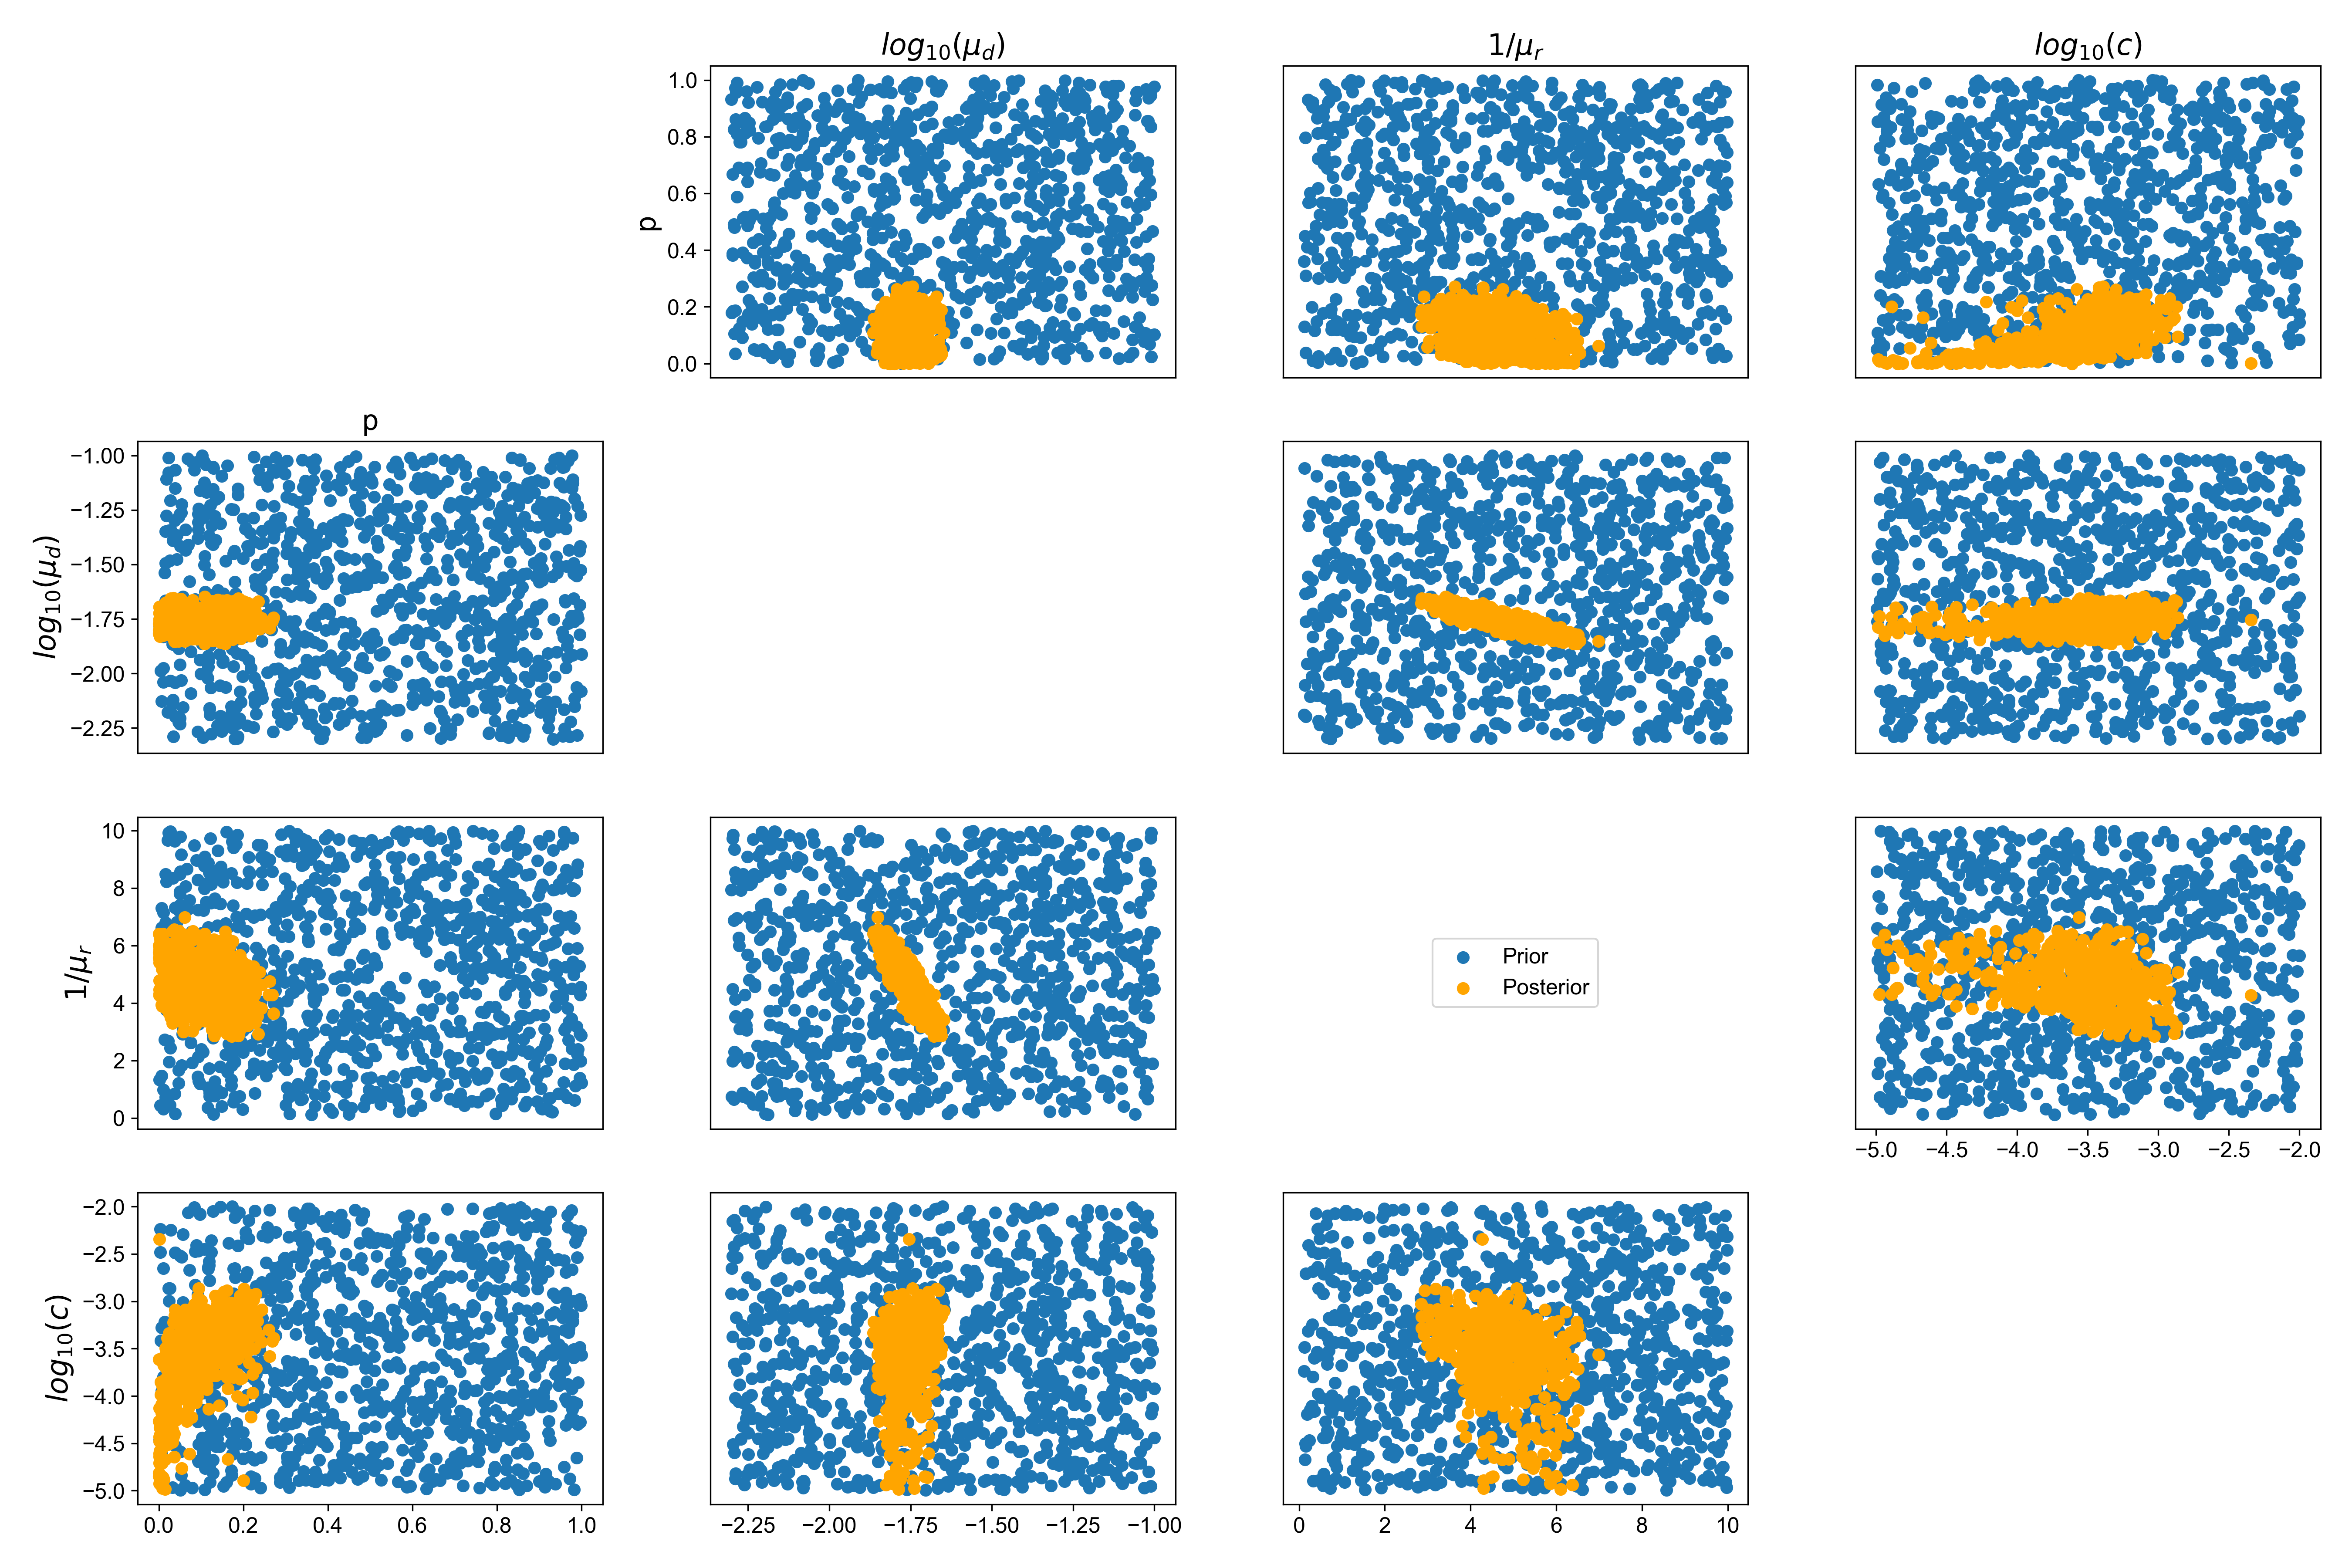 log₁₀(μ_d)
1/μ_r
log₁₀(c)
p
1.0
0.8
0.6
0.4
0.2
0.0
p
log₁₀(μ_d)
−1.00
−1.25
−1.50
−1.75
−2.00
−2.25
1/μ_r
10
8
6
4
2
0
Prior
Posterior
−5.0 −4.5 −4.0 −3.5 −3.0 −2.5 −2.0
log₁₀(c)
−2.0
−2.5
−3.0
−3.5
−4.0
−4.5
−5.0
0.0 0.2 0.4 0.6 0.8 1.0
−2.25 −2.00 −1.75 −1.50 −1.25 −1.00
0 2 4 6 8 10